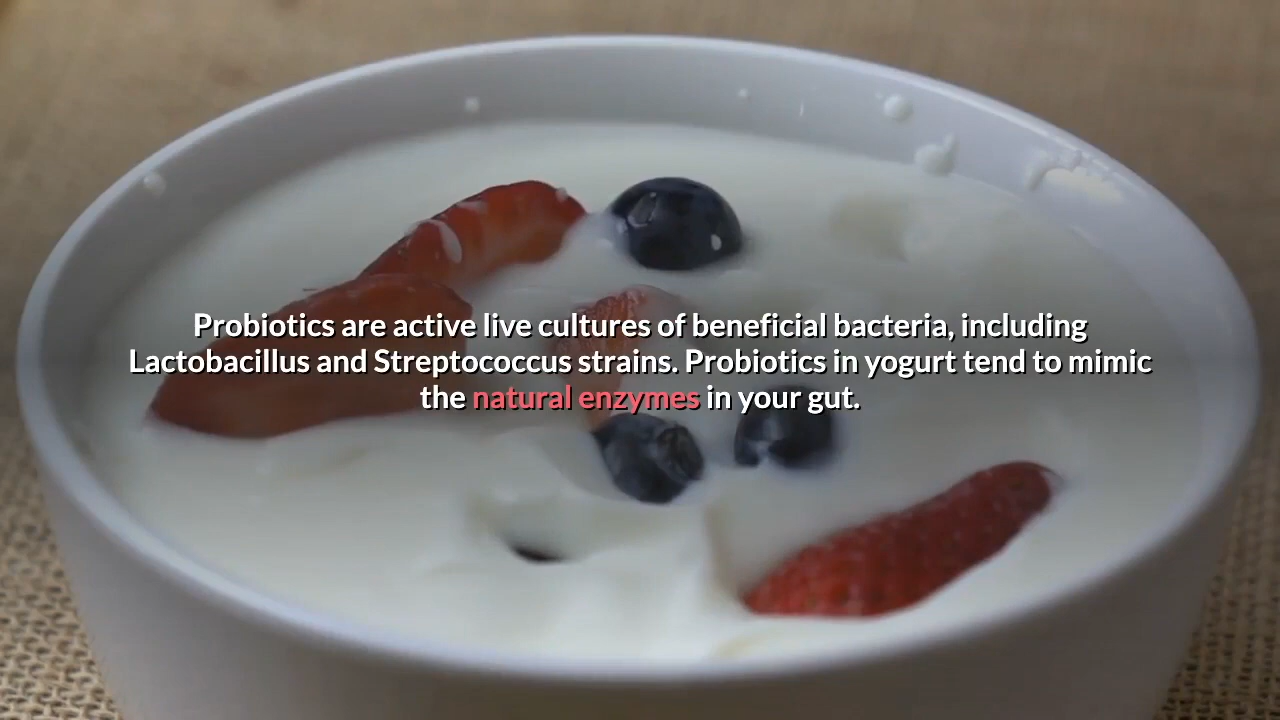 Probiotics are active live cultures of beneficial bacteria, including
Lactobacillus and Streptococcus strains. Probiotics in yogurt tend to mimic
the natural enzymes in your gut.